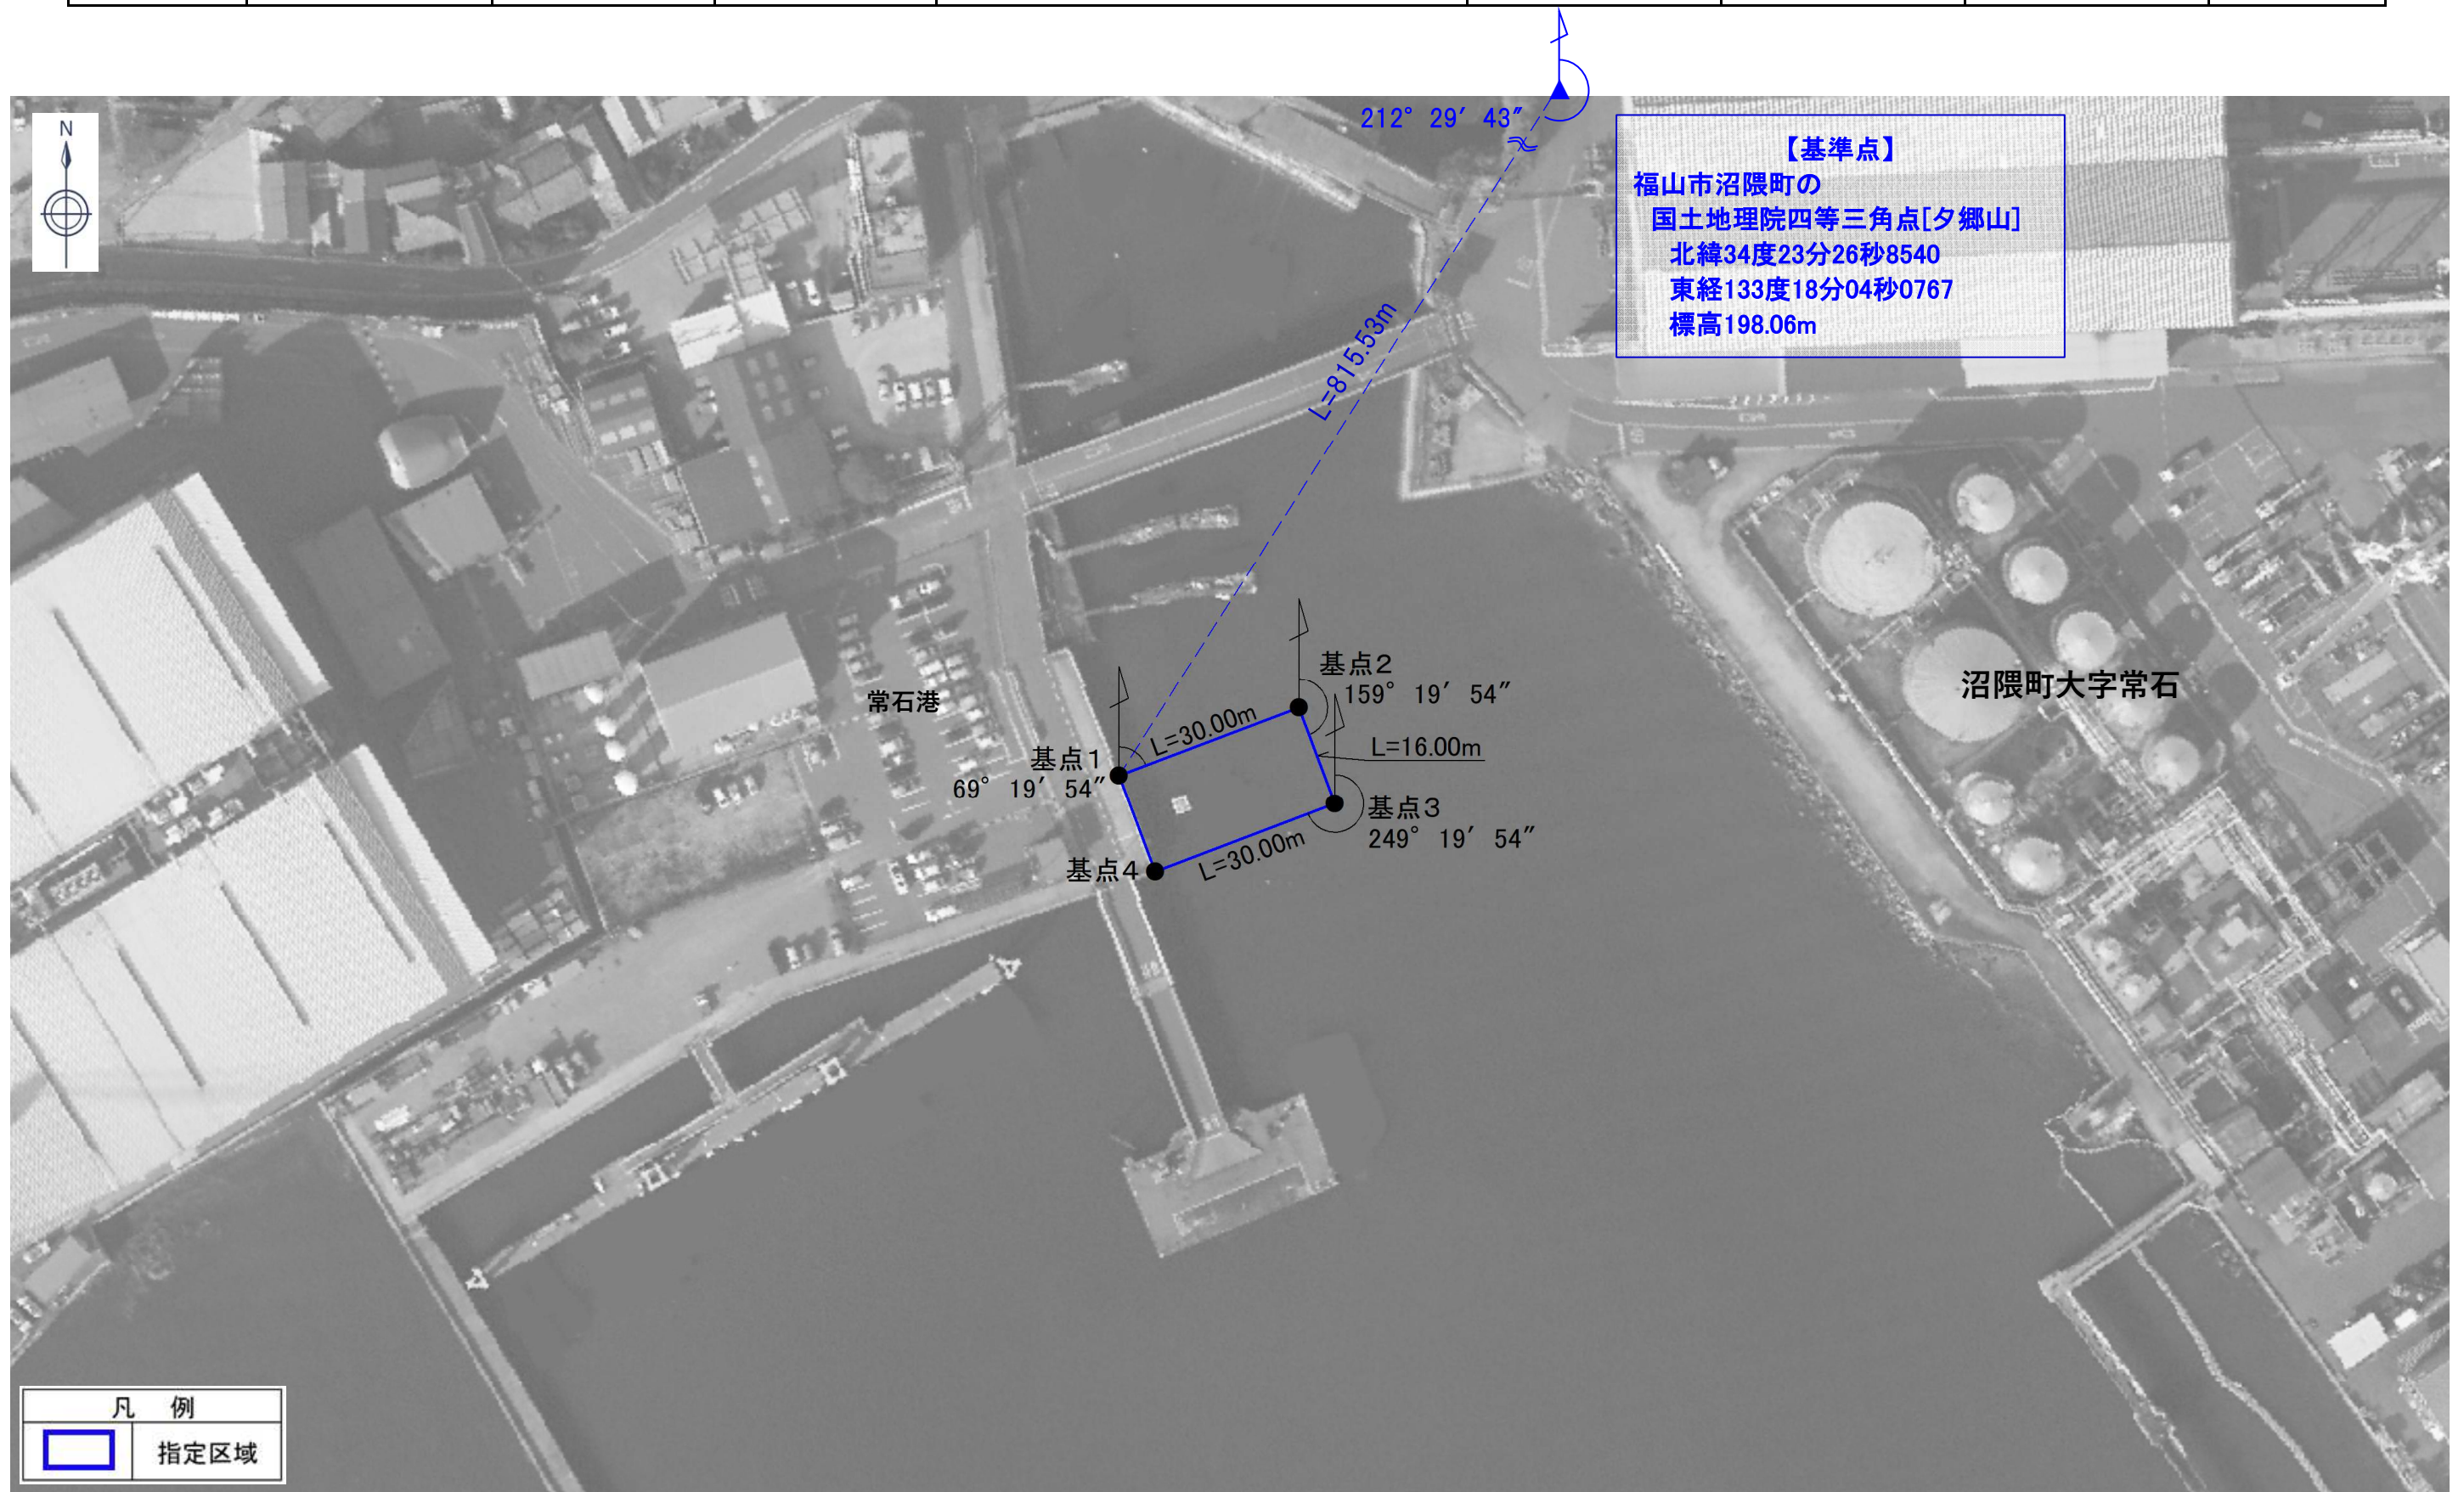 N
212° 29′ 43″
【基準点】
福山市沼隈町の
国土地理院四等三角点[夕郷山]
北緯34度23分26秒8540
東経133度18分04秒0767
標高198.06m
L=815.53m
基点2
159° 19′ 54″
沼隈町大字常石
常石港
L=30.00m
L=16.00m
基点1
69° 19′ 54″
基点3
249° 19′ 54″
L=30.00m
基点4
凡 例
指定区域